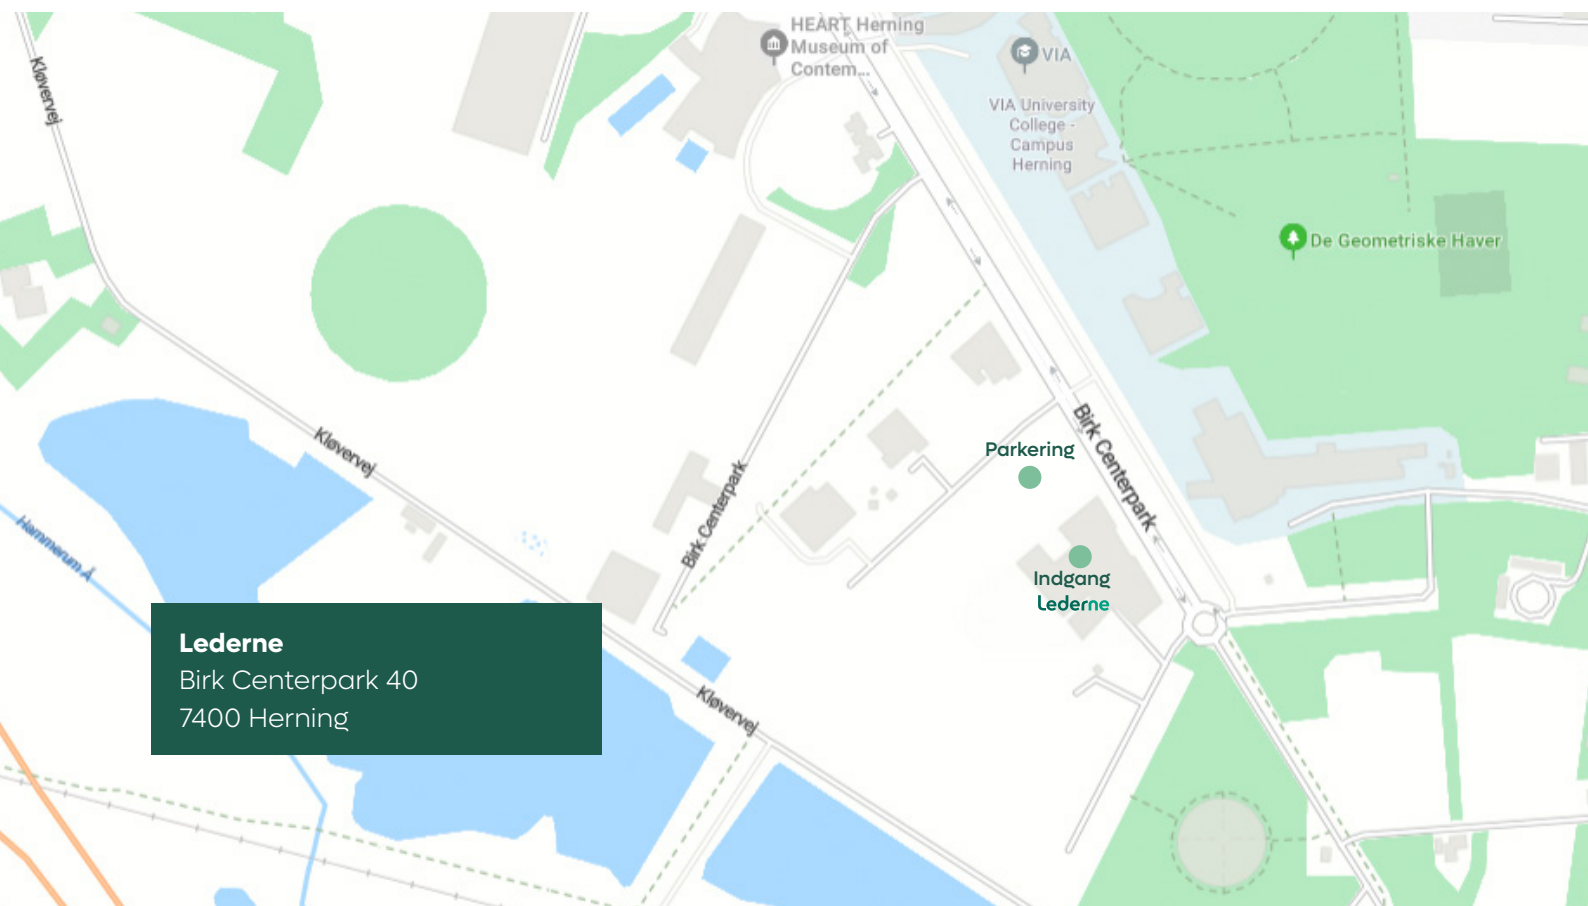 HEART Herning
Museum of
Contem...
VIA
VIA University
College -
Campus
Herning
Kløvervej
De Geometriske Haver
Kløvervej
Birk Centerpark
Parkering
Birk Centerpark
Hammerum Å
Indgang
Lederne
Lederne
Birk Centerpark 40
7400 Herning
Kløvervej